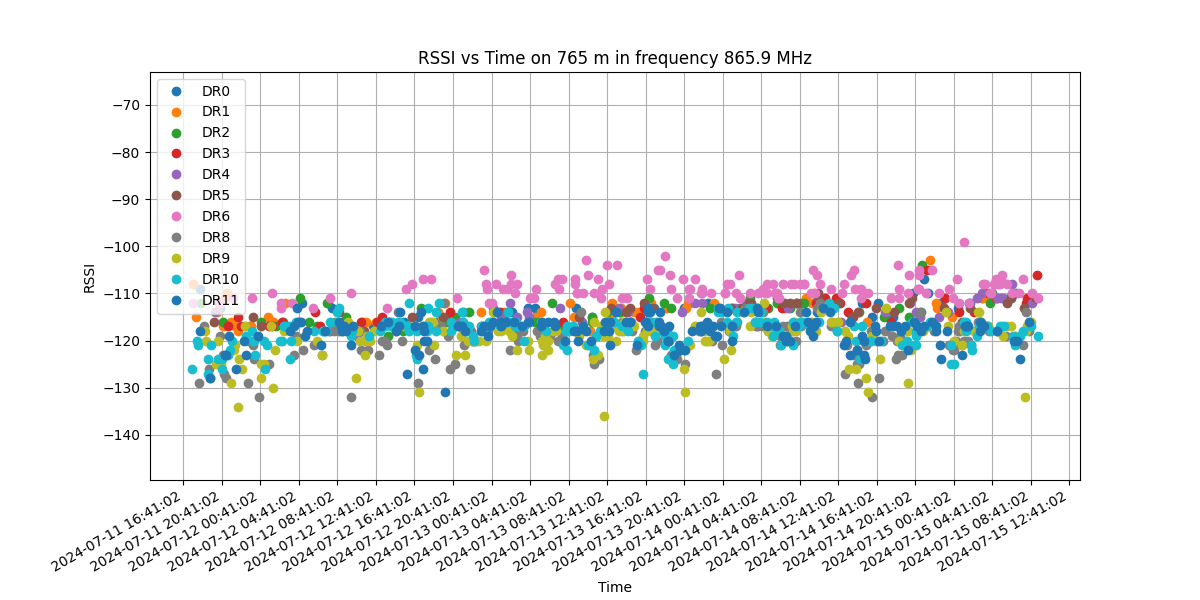 RSSI vs Time on 765 m in frequency 865.9 MHz
RSSI
−70
−80
−90
−100
−110
−120
−130
−140
DR0
DR1
DR2
DR3
DR4
DR5
DR6
DR8
DR9
DR10
DR11
2024-07-11 16:41:02
2024-07-11 20:41:02
2024-07-12 00:41:02
2024-07-12 04:41:02
2024-07-12 08:41:02
2024-07-12 12:41:02
2024-07-12 16:41:02
2024-07-12 20:41:02
2024-07-13 00:41:02
2024-07-13 04:41:02
2024-07-13 08:41:02
2024-07-13 12:41:02
2024-07-13 16:41:02
2024-07-13 20:41:02
2024-07-14 00:41:02
2024-07-14 04:41:02
2024-07-14 08:41:02
2024-07-14 12:41:02
2024-07-14 16:41:02
2024-07-14 20:41:02
2024-07-15 00:41:02
2024-07-15 04:41:02
2024-07-15 08:41:02
2024-07-15 12:41:02
Time